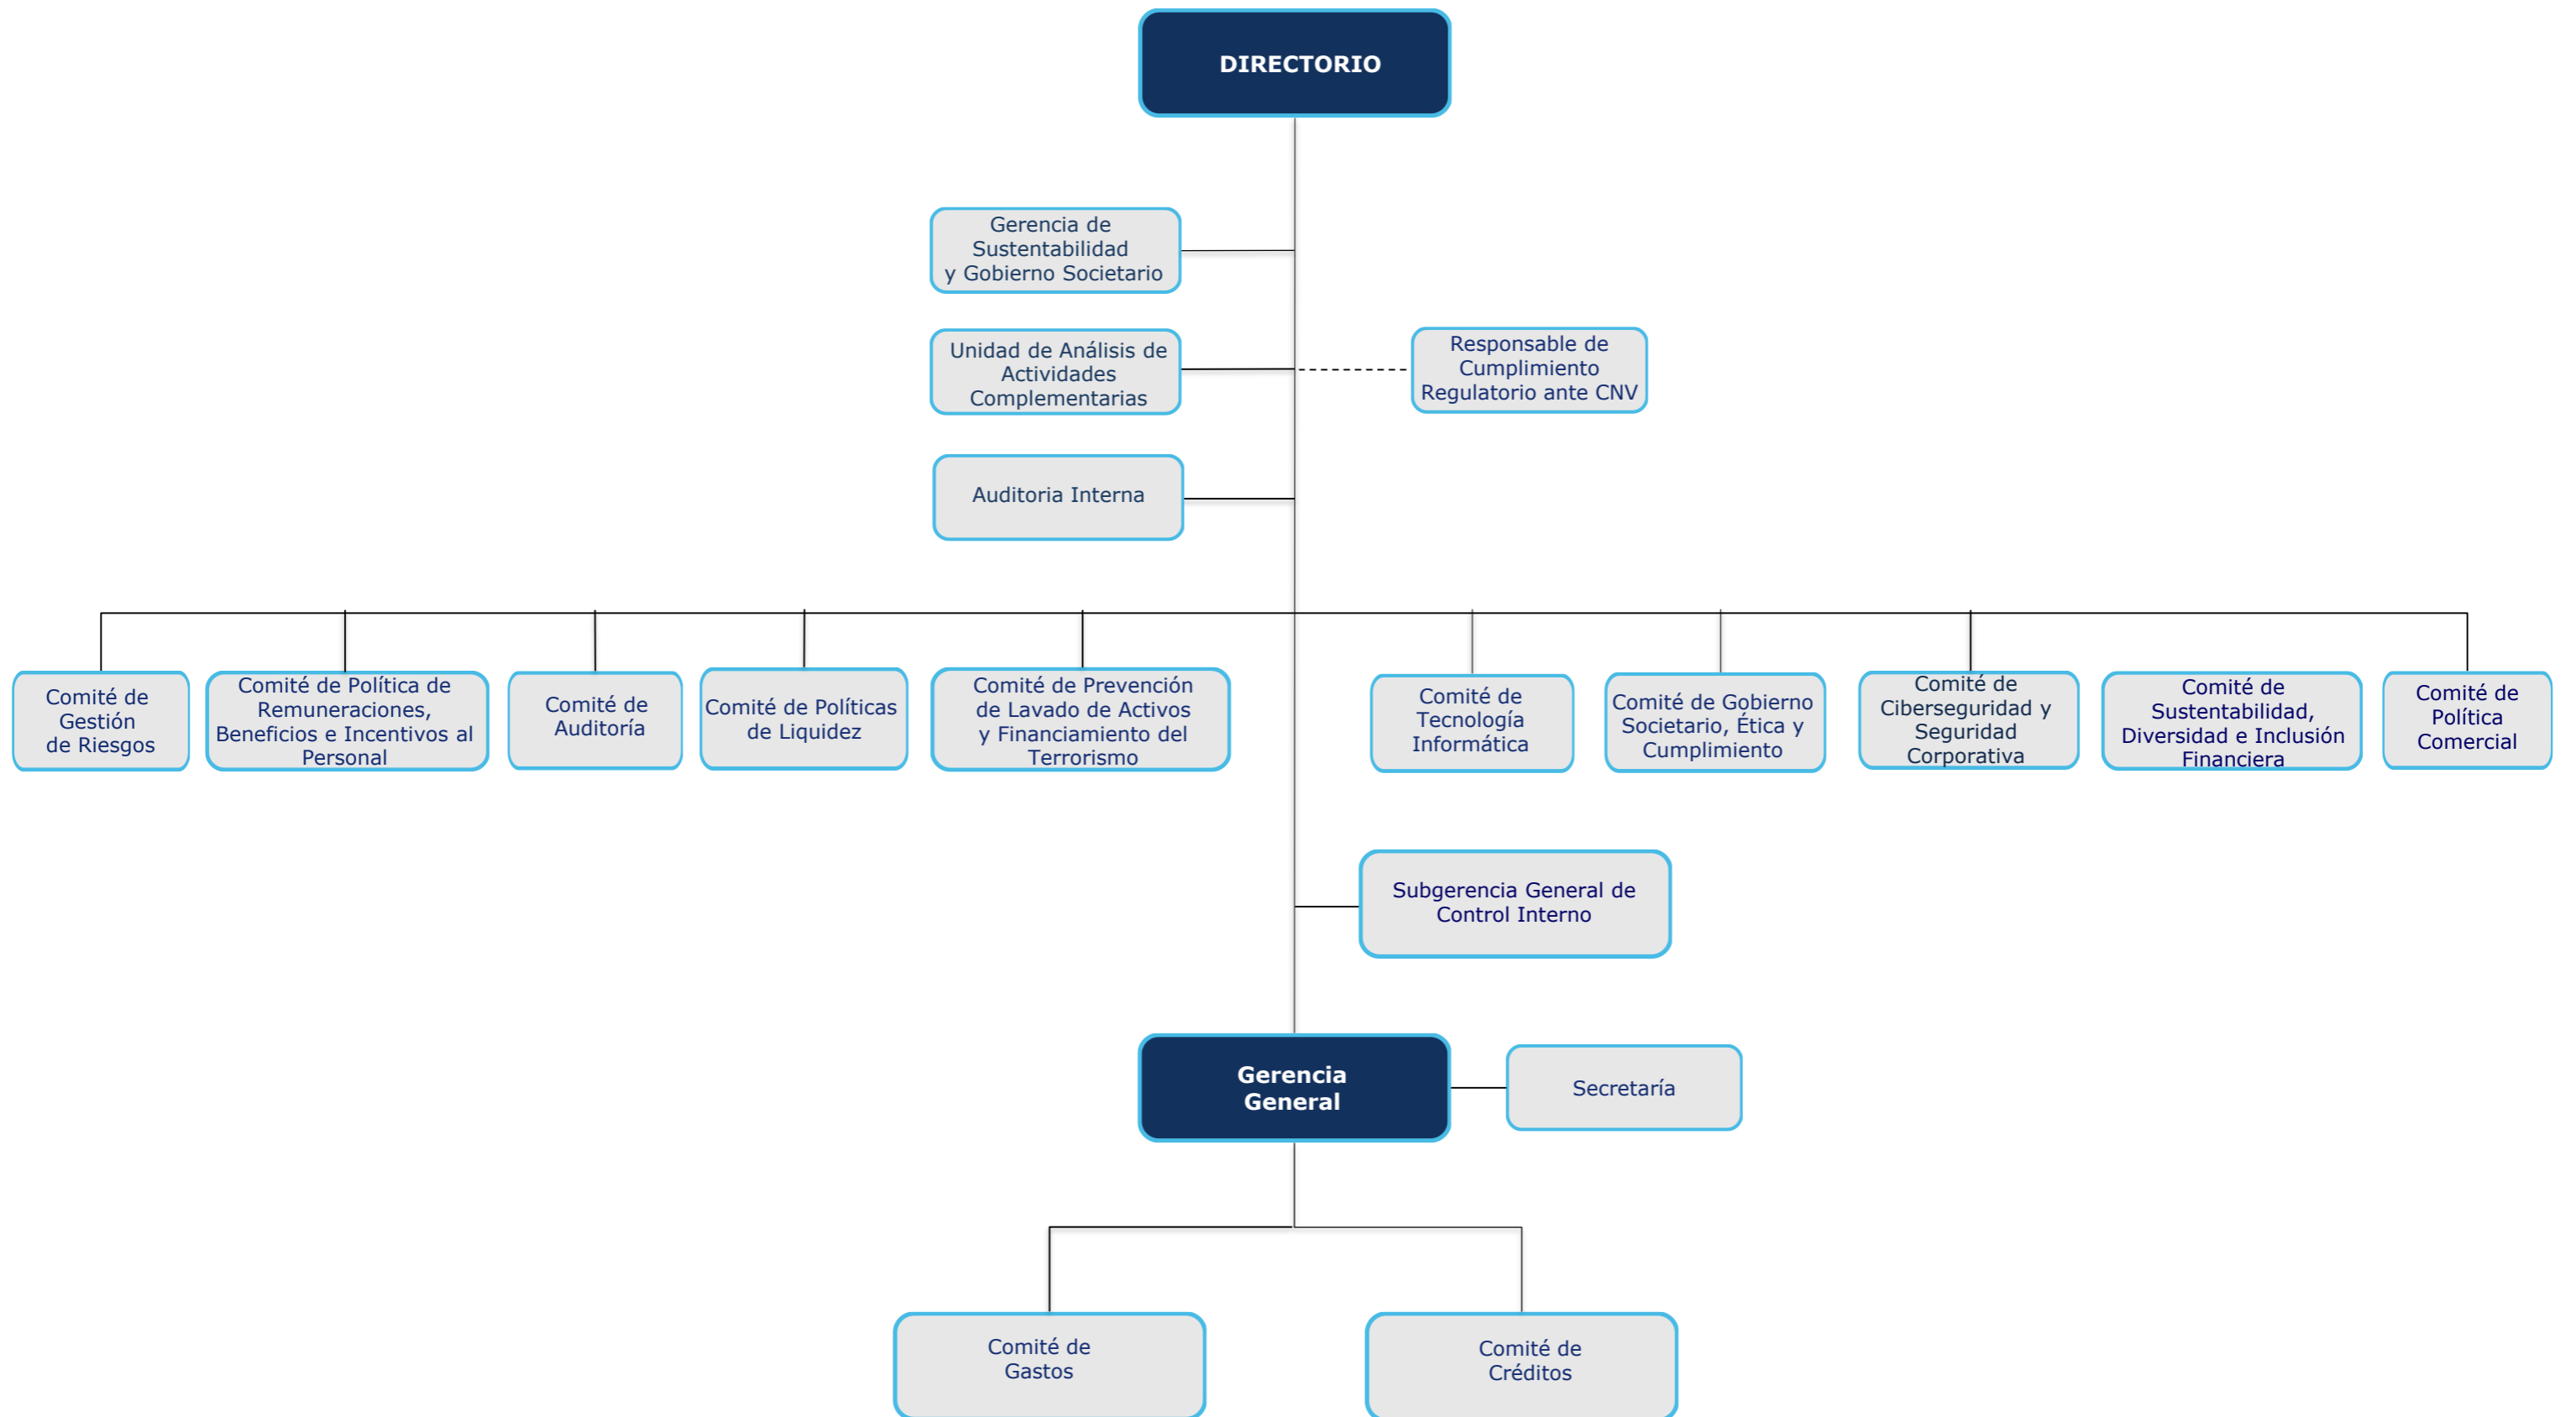 DIRECTORIO
Gerencia de
Sustentabilidad
y Gobierno Societario
Unidad de Análisis de
Actividades
Complementarias
Responsable de
Cumplimiento
Regulatorio ante CNV
Auditoria Interna
Comité de
Gestión
de Riesgos
Comité de Política de
Remuneraciones,
Beneficios e Incentivos al
Personal
Comité de
Auditoría
Comité de Políticas
de Liquidez
Comité de Prevención
de Lavado de Activos
y Financiamiento del
Terrorismo
Comité de
Tecnología
Informática
Comité de Gobierno
Societario, Ética y
Cumplimiento
Comité de
Ciberseguridad y
Seguridad
Corporativa
Comité de
Sustentabilidad,
Diversidad e Inclusión
Financiera
Comité de
Política
Comercial
Subgerencia General de
Control Interno
Gerencia
General
Secretaría
Comité de
Gastos
Comité de
Créditos